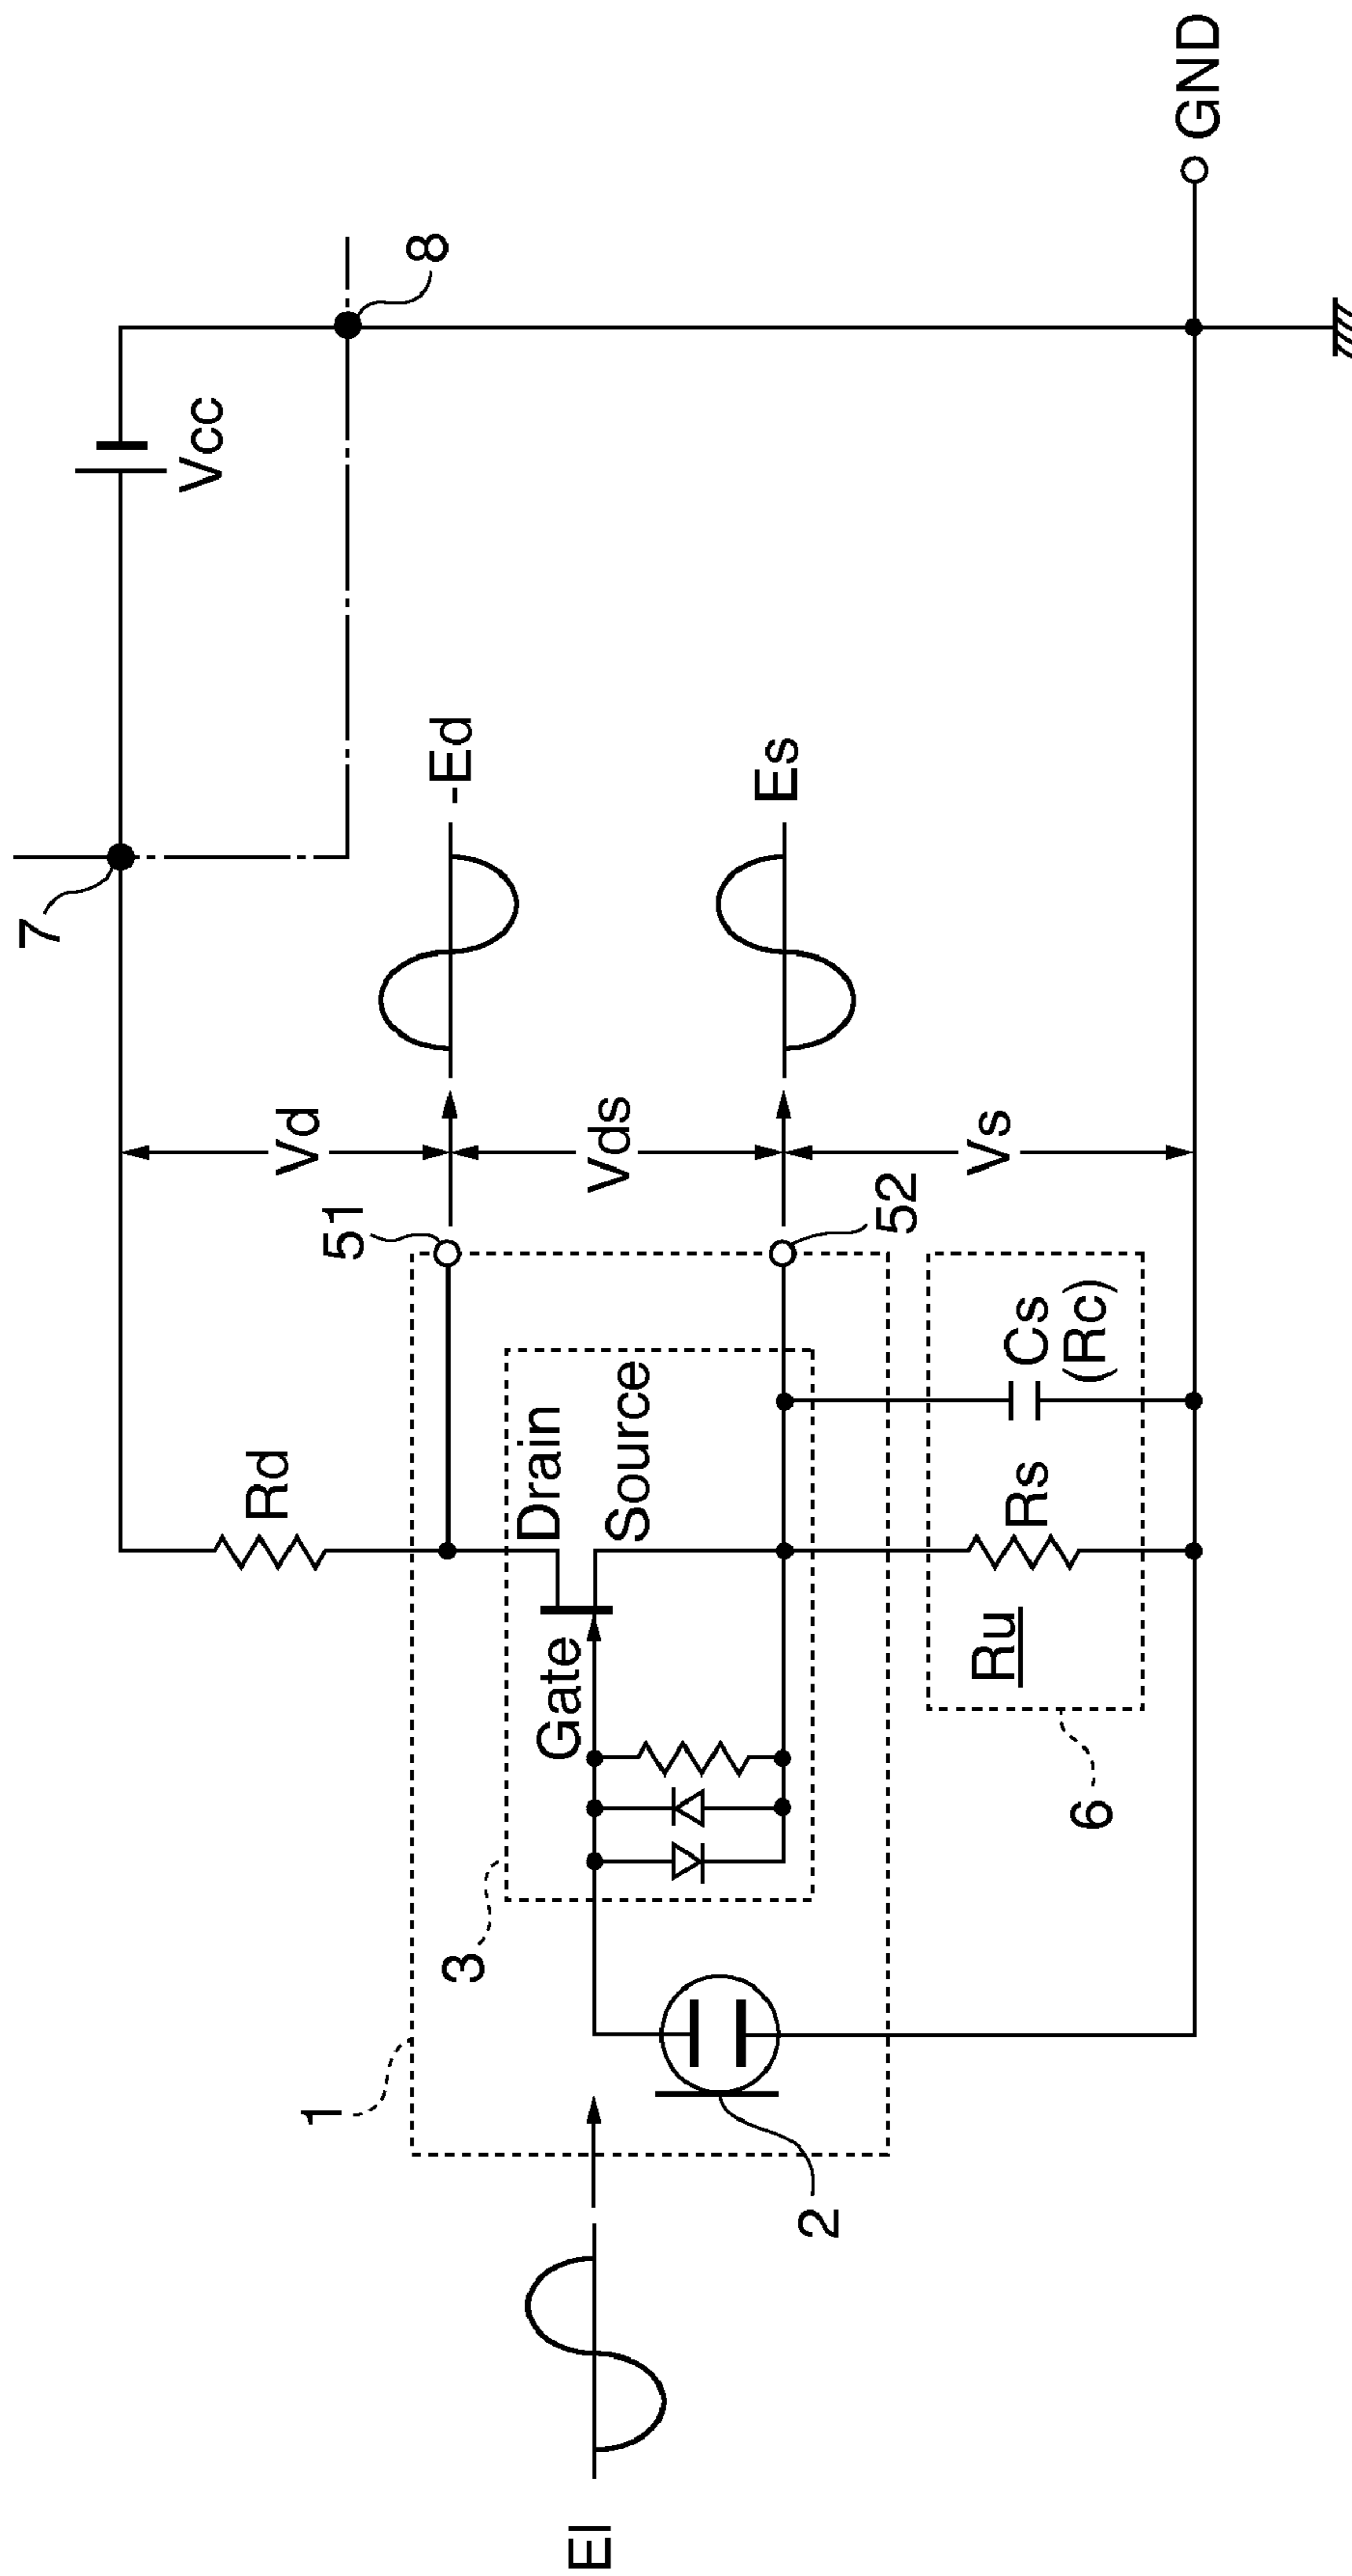 7
Vcc
8
Rd
Vd
51
-Ed
1
Drain
3
Gate
Source
Vds
EI
52
Es
2
Ru
Rs
Cs
(Rc)
Vs
6
GND